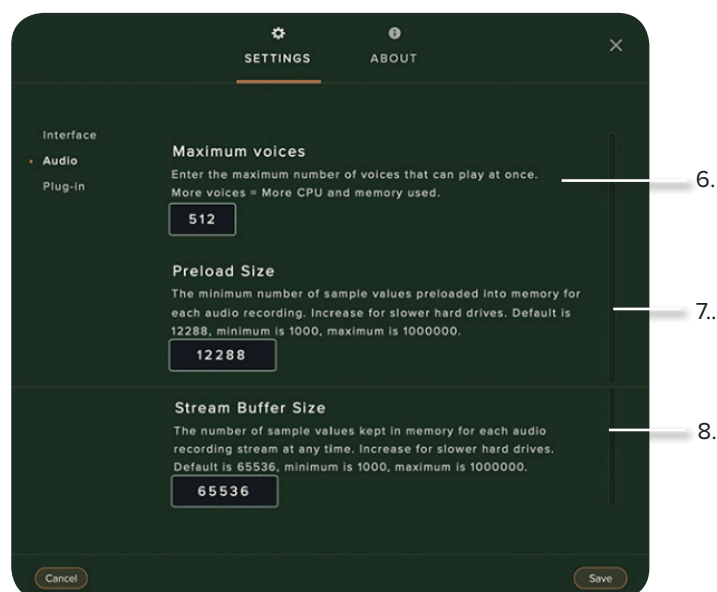 SETTINGS
ABOUT
Interface
Audio
Plug-in
Maximum voices
Enter the maximum number of voices that can play at once.
More voices = More CPU and memory used.
512
6.
Preload Size
The minimum number of sample values preloaded into memory for
each audio recording. Increase for slower hard drives. Default is
12288, minimum is 1000, maximum is 1000000.
12288
7..
Stream Buffer Size
The number of sample values kept in memory for each audio
recording stream at any time. Increase for slower hard drives.
Default is 65536, minimum is 1000, maximum is 1000000.
65536
8.
Cancel
Save